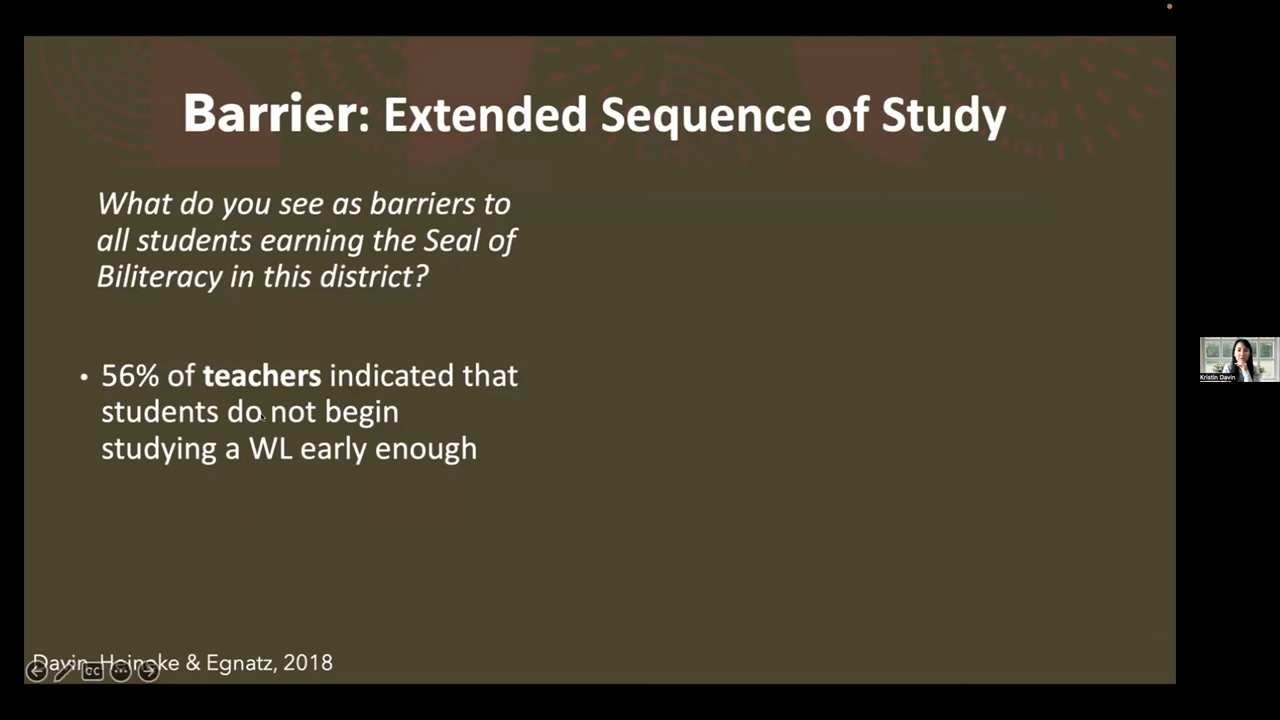 Barrier: Extended Sequence of Study
What do you see as barriers to
all students earning the Seal of
Biliteracy in this district?
• 56% of teachers indicated that
students do not begin
studying a WL early enough
Kristin Davin
Davin, Heineke & Egnatz, 2018
CC